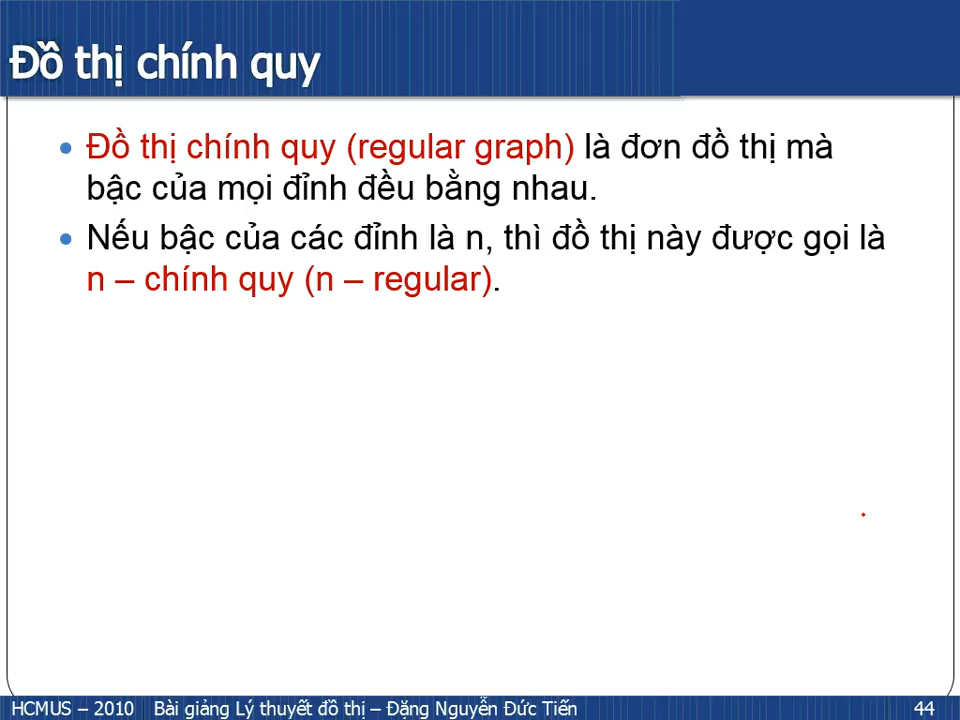 Đồ thị chính quy
• Đồ thị chính quy (regular graph) là đơn đồ thị mà
bậc của mọi đỉnh đều bằng nhau.
• Nếu bậc của các đỉnh là n, thì đồ thị này được gọi là
n – chính quy (n – regular).
HCMUS – 2010 Bài giảng Lý thuyết đồ thị – Đặng Nguyễn Đức Tiến 44